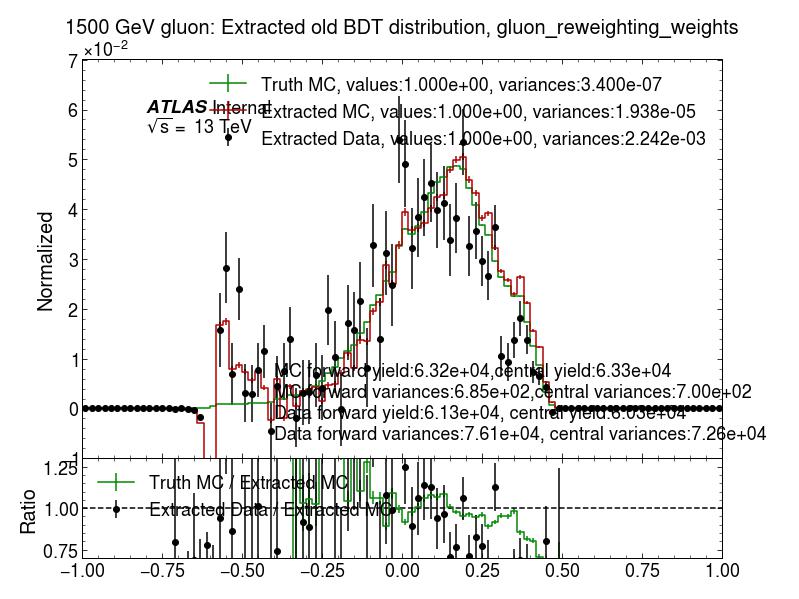 1500 GeV gluon: Extracted old BDT distribution, gluon_reweighting_weights
×10⁻²
Truth MC, values:1.000e+00, variances:3.400e-07
Extracted MC, values:1.000e+00, variances:1.938e-05
Extracted Data, values:1.000e+00, variances:2.242e-03
ATLAS Internal
√s = 13 TeV
Normalized
7
6
5
4
3
2
1
0
−1
MC forward yield:6.32e+04,central yield:6.33e+04
MC forward variances:6.85e+02,central variances:7.00e+02
Data forward yield:6.13e+04, central yield:6.05e+04
Data forward variances:7.61e+04, central variances:7.26e+04
Ratio
1.25
1.00
0.75
Truth MC / Extracted MC
Extracted Data / Extracted MC
−1.00 −0.75 −0.50 −0.25 0.00 0.25 0.50 0.75 1.00